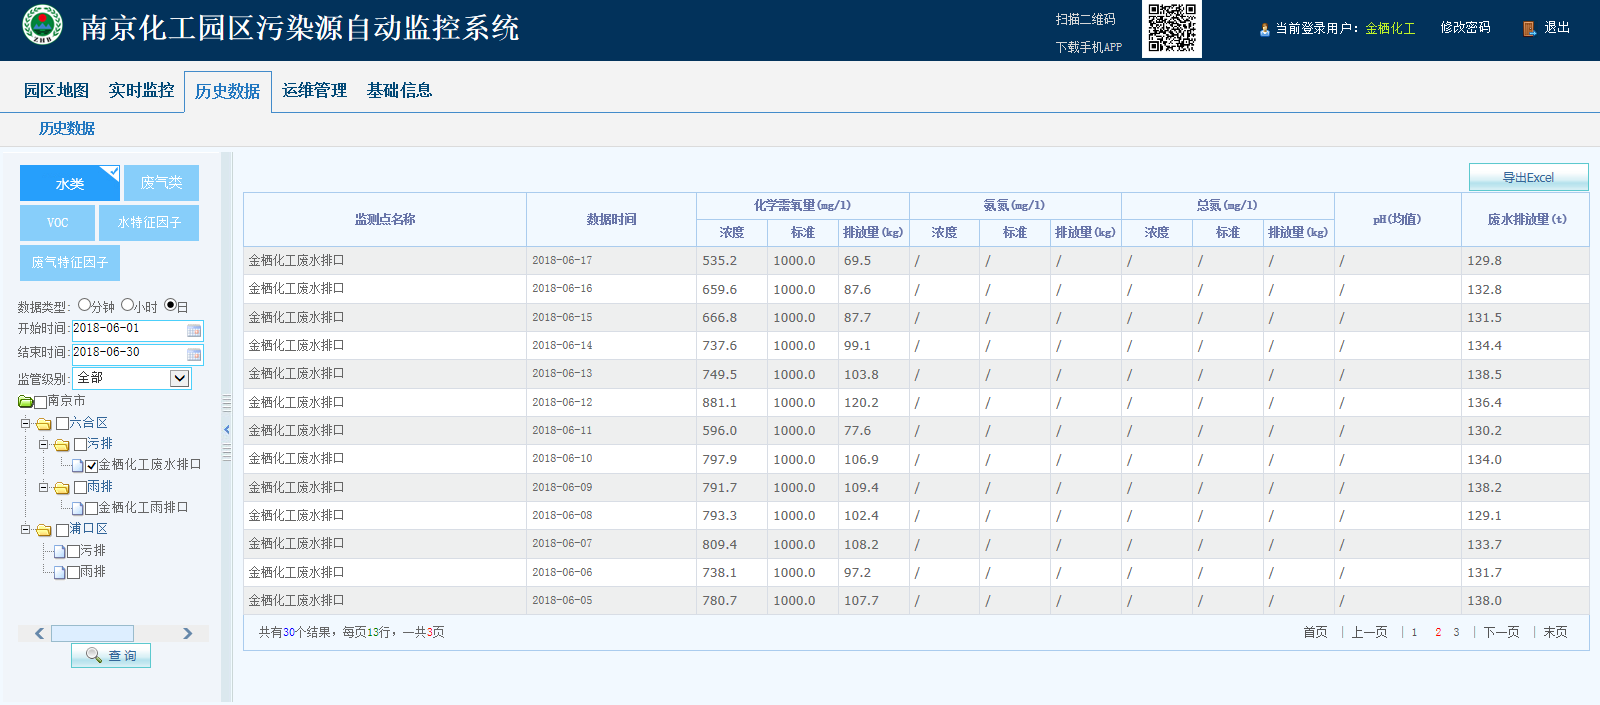 南京化工园区污染源自动监控系统
扫描二维码
下载手机APP
当前登录用户：金栖化工 修改密码 退出
ZHB
园区地图 实时监控 历史数据 运维管理 基础信息
历史数据
水类 废气类
VOC 水特征因子
废气特征因子
数据类型: 分钟 小时 日
开始时间: 2018-06-01
结束时间: 2018-06-30
监管级别: 全部
南京市
六合区
污排
金栖化工废水排口
雨排
金栖化工雨排口
浦口区
污排
雨排
查询
导出Excel
监测点名称 数据时间 化学需氧量(mg/l) 氨氮(mg/l) 总氮(mg/l) pH(均值) 废水排放量(t)
浓度 标准 排放量(kg) 浓度 标准 排放量(kg) 浓度 标准 排放量(kg)
金栖化工废水排口 2018-06-17 535.2 1000.0 69.5 / / / / / / / 129.8
金栖化工废水排口 2018-06-16 659.6 1000.0 87.6 / / / / / / / 132.8
金栖化工废水排口 2018-06-15 666.8 1000.0 87.7 / / / / / / / 131.5
金栖化工废水排口 2018-06-14 737.6 1000.0 99.1 / / / / / / / 134.4
金栖化工废水排口 2018-06-13 749.5 1000.0 103.8 / / / / / / / 138.5
金栖化工废水排口 2018-06-12 881.1 1000.0 120.2 / / / / / / / 136.4
金栖化工废水排口 2018-06-11 596.0 1000.0 77.6 / / / / / / / 130.2
金栖化工废水排口 2018-06-10 797.9 1000.0 106.9 / / / / / / / 134.0
金栖化工废水排口 2018-06-09 791.7 1000.0 109.4 / / / / / / / 138.2
金栖化工废水排口 2018-06-08 793.3 1000.0 102.4 / / / / / / / 129.1
金栖化工废水排口 2018-06-07 809.4 1000.0 108.2 / / / / / / / 133.7
金栖化工废水排口 2018-06-06 738.1 1000.0 97.2 / / / / / / / 131.7
金栖化工废水排口 2018-06-05 780.7 1000.0 107.7 / / / / / / / 138.0
共有30个结果，每页13行，一共3页 首页 | 上一页 | 1 2 3 | 下一页 | 末页